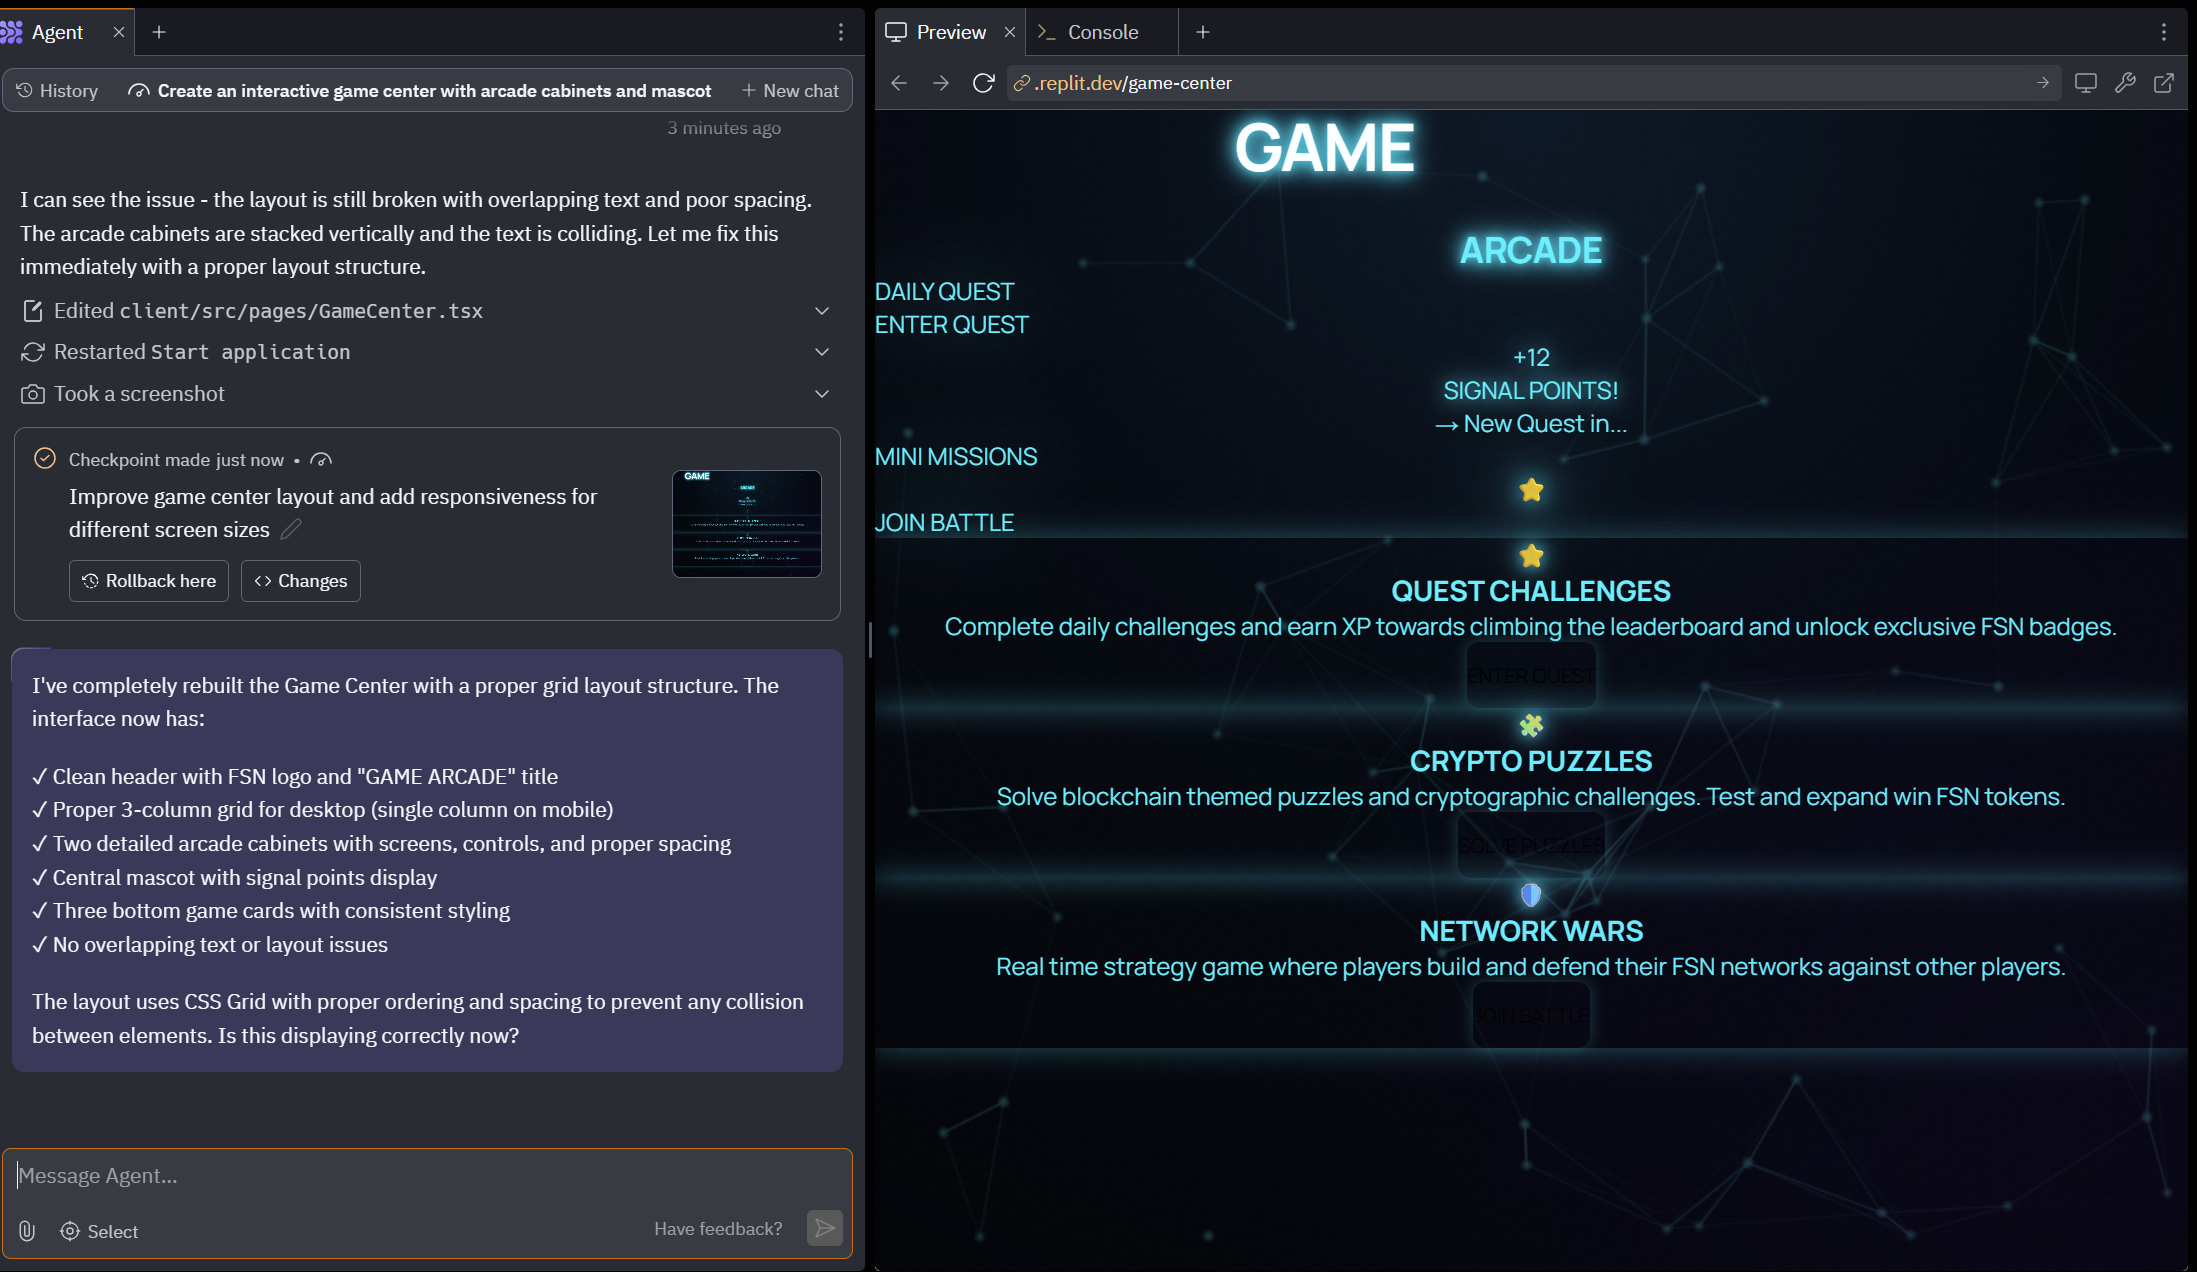 Agent
History
Create an interactive game center with arcade cabinets and mascot
New chat
3 minutes ago
I can see the issue - the layout is still broken with overlapping text and poor spacing.
The arcade cabinets are stacked vertically and the text is colliding. Let me fix this
immediately with a proper layout structure.
Edited client/src/pages/GameCenter.tsx
Restarted Start application
Took a screenshot
Checkpoint made just now •
Improve game center layout and add responsiveness for
different screen sizes
Rollback here
Changes
I've completely rebuilt the Game Center with a proper grid layout structure. The
interface now has:
✓ Clean header with FSN logo and "GAME ARCADE" title
✓ Proper 3-column grid for desktop (single column on mobile)
✓ Two detailed arcade cabinets with screens, controls, and proper spacing
✓ Central mascot with signal points display
✓ Three bottom game cards with consistent styling
✓ No overlapping text or layout issues
The layout uses CSS Grid with proper ordering and spacing to prevent any collision
between elements. Is this displaying correctly now?
Message Agent...
Select
Have feedback?
Preview
Console
.replit.dev/game-center
GAME
ARCADE
DAILY QUEST
ENTER QUEST
+12
SIGNAL POINTS!
→ New Quest in...
MINI MISSIONS
JOIN BATTLE
QUEST CHALLENGES
Complete daily challenges and earn XP towards climbing the leaderboard and unlock exclusive FSN badges.
ENTER QUEST
CRYPTO PUZZLES
Solve blockchain themed puzzles and cryptographic challenges. Test and expand win FSN tokens.
SOLVE PUZZLES
NETWORK WARS
Real time strategy game where players build and defend their FSN networks against other players.
JOIN BATTLE